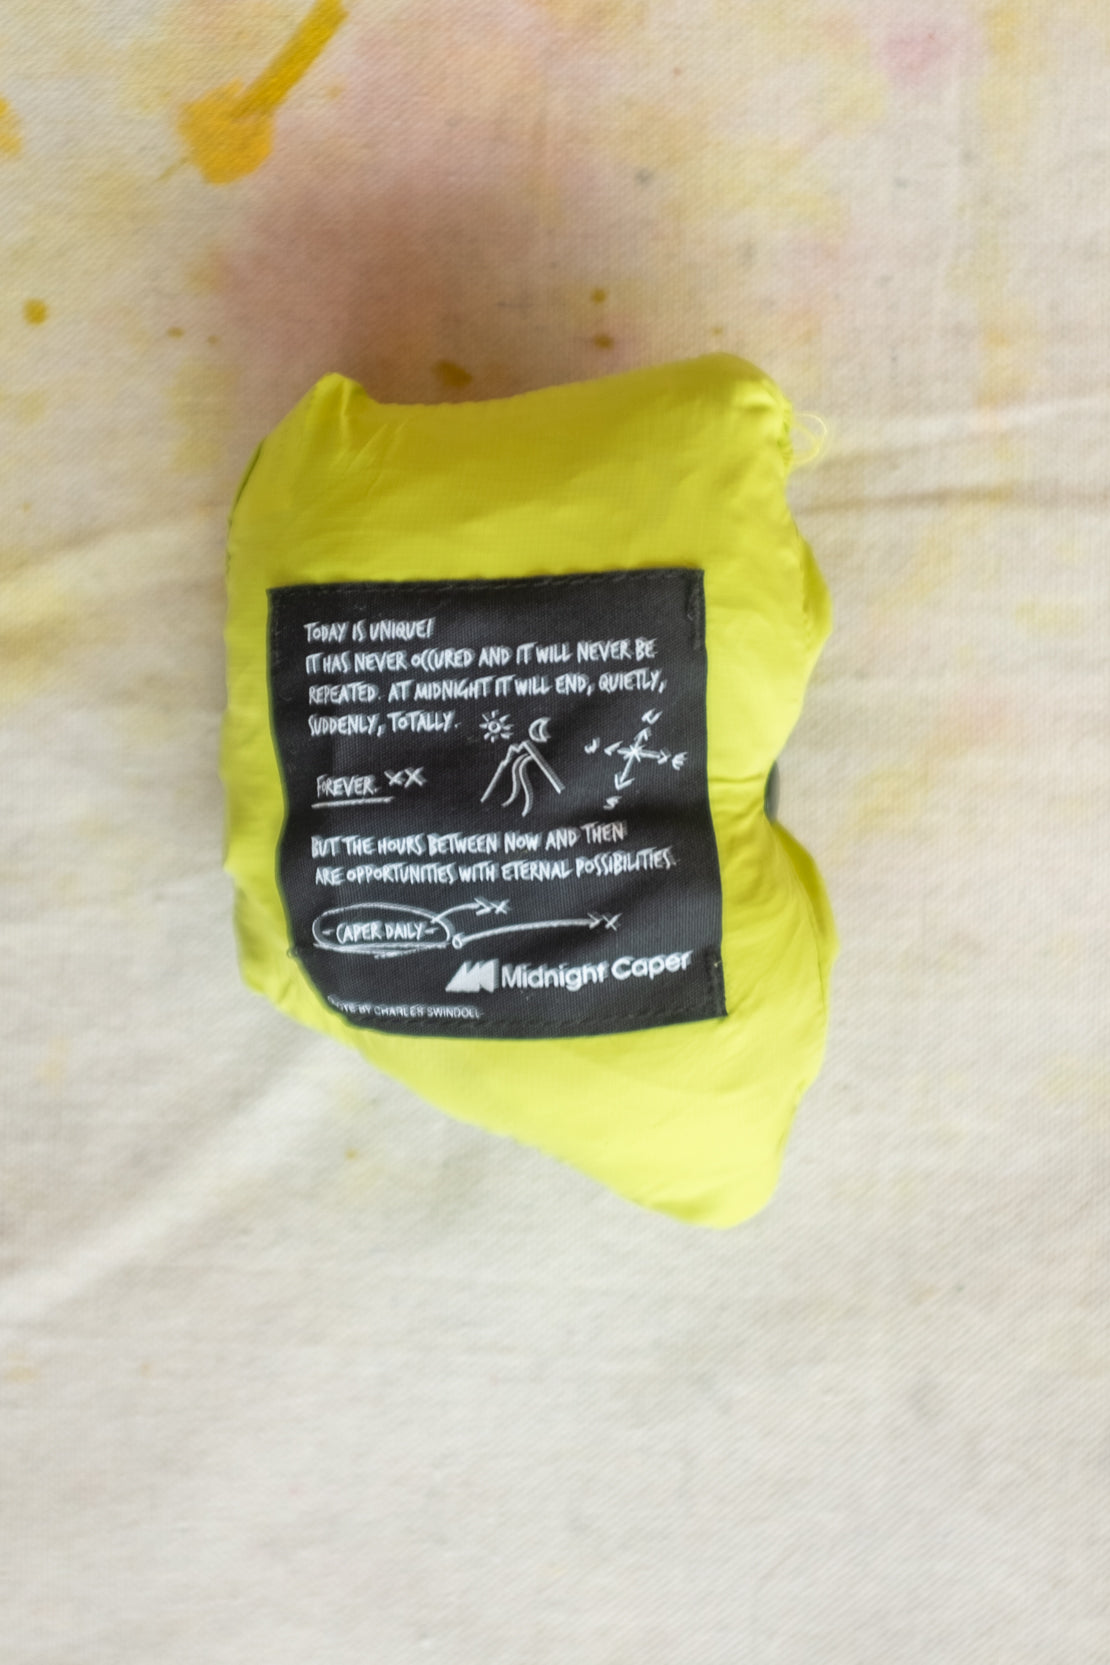 TODAY IS UNIQUE!
IT HAS NEVER OCCURED AND IT WILL NEVER BE
REPEATED. AT MIDNIGHT IT WILL END, QUIETLY,
SUDDENLY, TOTALLY.
N
W E
S
FOREVER. XX
BUT THE HOURS BETWEEN NOW AND THEN
ARE OPPORTUNITIES WITH ETERNAL POSSIBILITIES.
- CAPER DAILY - X
X
Midnight Caper
BY CHARLES SWINDOLL